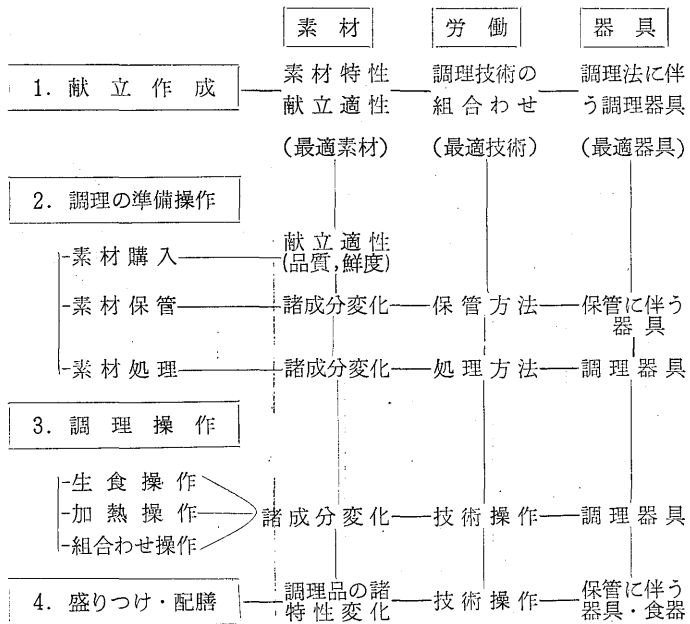 素材 労働 器具
1. 献立作成 素材特性 調理技術の 調理法に伴
献立適性 組合わせ う調理器具
(最適素材) (最適技術) (最適器具)
2. 調理の準備操作
素材購入 献立適性
(品質,鮮度)
素材保管 諸成分変化 保管方法 保管に伴う
器具
素材処理 諸成分変化 処理方法 調理器具
3. 調理操作
生食操作
加熱操作 諸成分変化 技術操作 調理器具
組合わせ操作
4. 盛りつけ・配膳 調理品の諸 技術操作 保管に伴う
特性変化 器具・食器